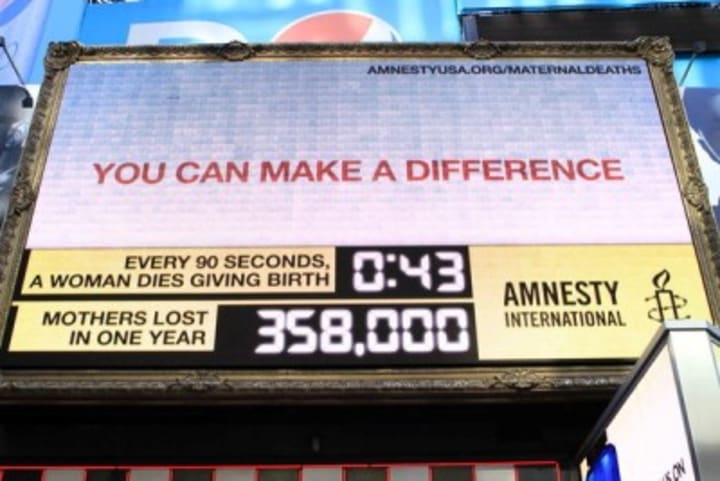 AMNESTYUSA.ORG/MATERNALDEATHS
YOU CAN MAKE A DIFFERENCE
EVERY 90 SECONDS,
A WOMAN DIES GIVING BIRTH
0:43
MOTHERS LOST
IN ONE YEAR
358,000
AMNESTY
INTERNATIONAL